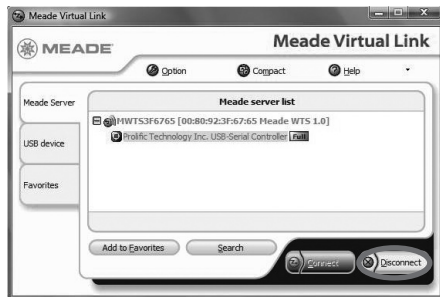 Meade Virtual Link
MEADE
Meade Virtual Link
Option
Compact
Help
Meade Server
USB device
Favorites
Meade server list
MWTS3F6765 [00:80:92:3F:67:65 Meade WTS 1.0]
Prolific Technology Inc. USB-Serial Controller Full
Add to Favorites
Search
Connect
Disconnect